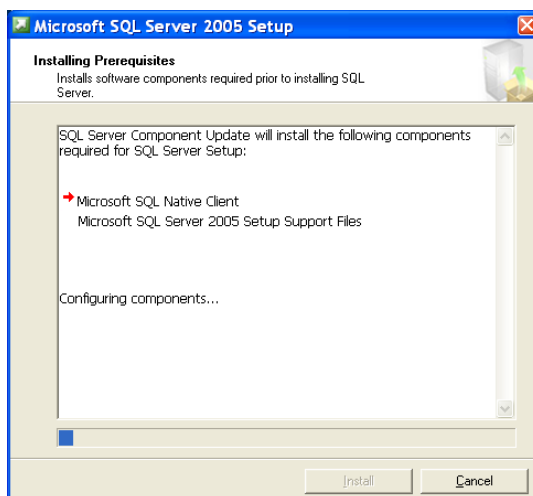 Microsoft SQL Server 2005 Setup
Installing Prerequisites
Installs software components required prior to installing SQL
Server.
SQL Server Component Update will install the following components
required for SQL Server Setup:
Microsoft SQL Native Client
Microsoft SQL Server 2005 Setup Support Files
Configuring components...
Install
Cancel